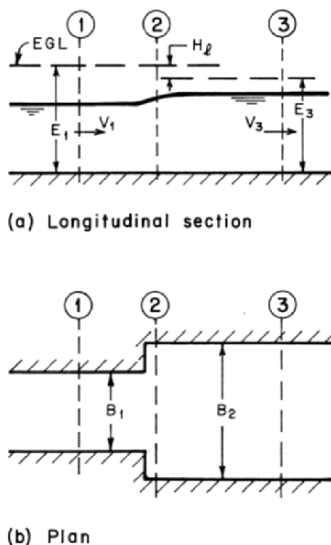 1 2 3
EGL Hℓ
E1 V1 V3 E3
(a) Longitudinal section
1 2 3
B1 B2
(b) Plan